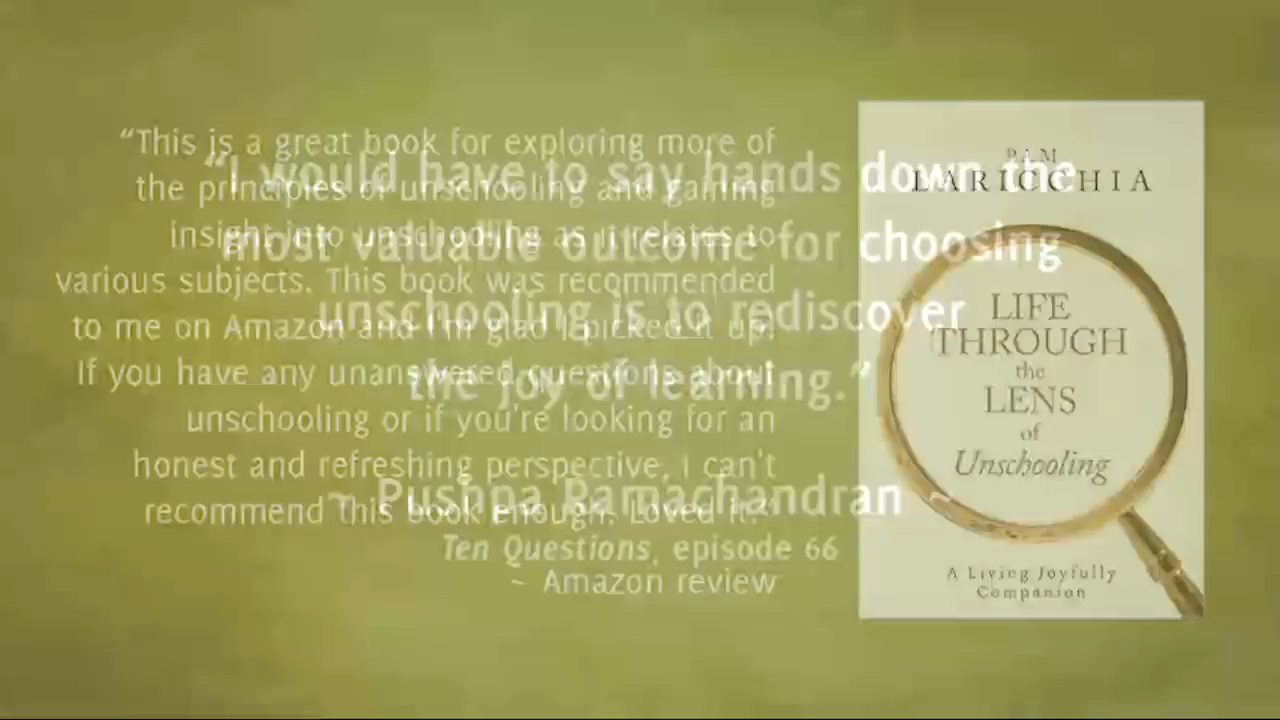 “This is a great book for exploring more of
the principles of unschooling and gaining
insight into unschooling as it relates to
various subjects. This book was recommended
to me on Amazon and I'm glad I picked it up.
If you have any unanswered questions about
unschooling or if you're looking for an
honest and refreshing perspective, I can't
recommend this book enough. Loved it.”
~ Amazon review
“I would have to say hands down the
most valuable outcome for choosing
unschooling is to rediscover
the joy of learning.”
~ Pushpa Ramachandran ~
Ten Questions, episode 66
PAM
LARICCHIA
LIFE
THROUGH
the
LENS
of
Unschooling
A Living Joyfully
Companion